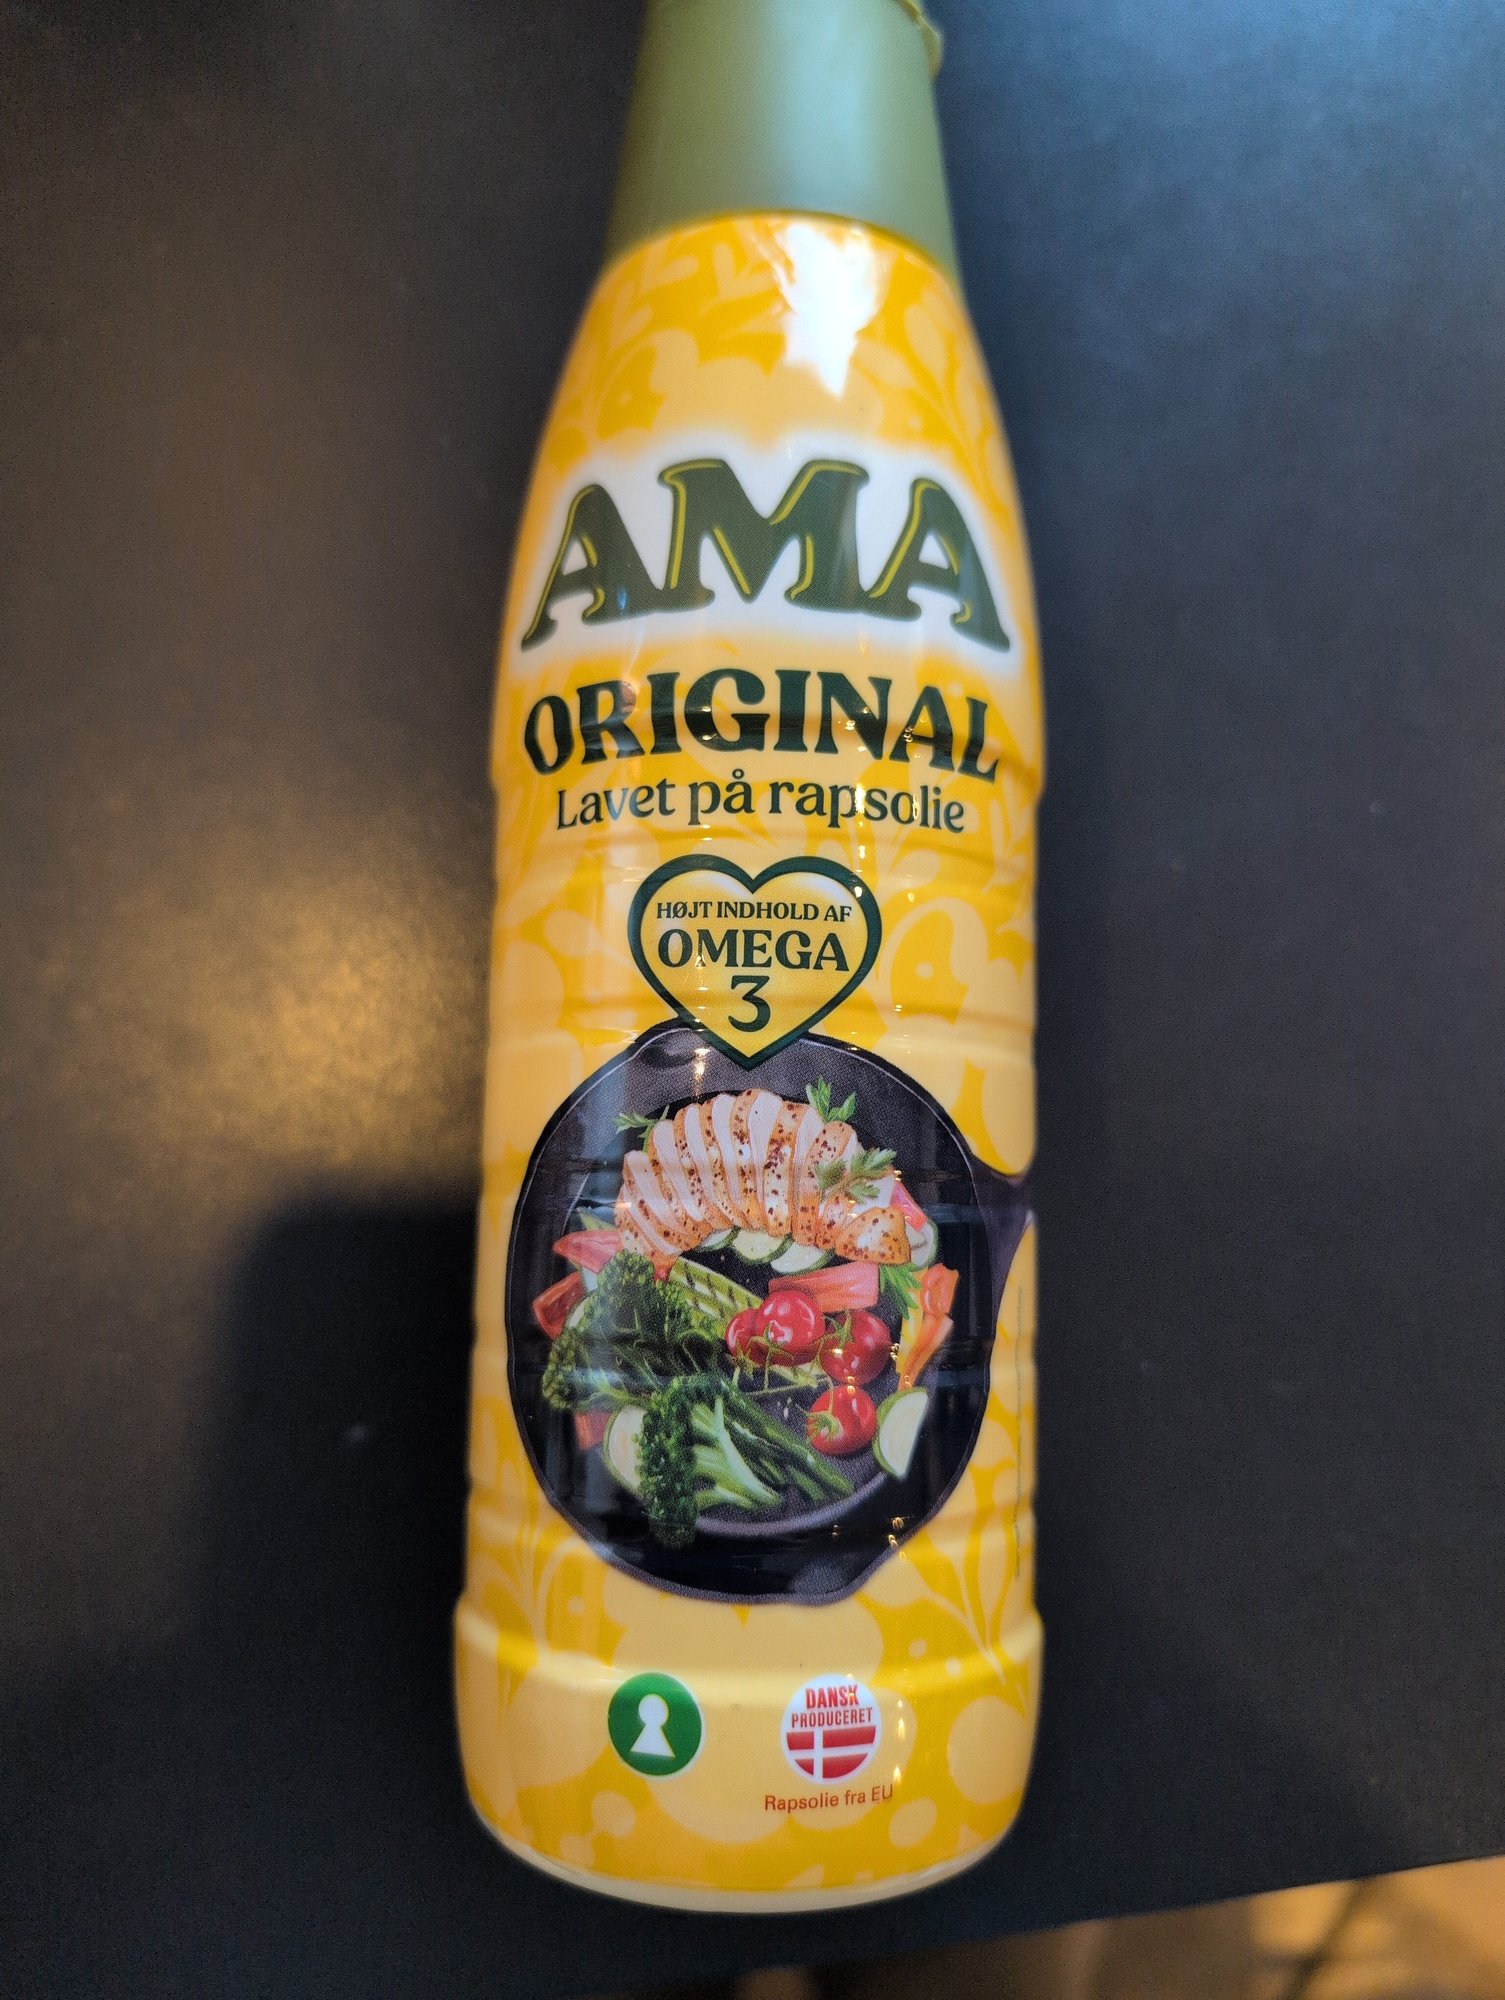 AMA
ORIGINAL
Lavet på rapsolie
HØJT INDHOLD AF
OMEGA
3
DANSK
PRODUCERET
Rapsolie fra EU